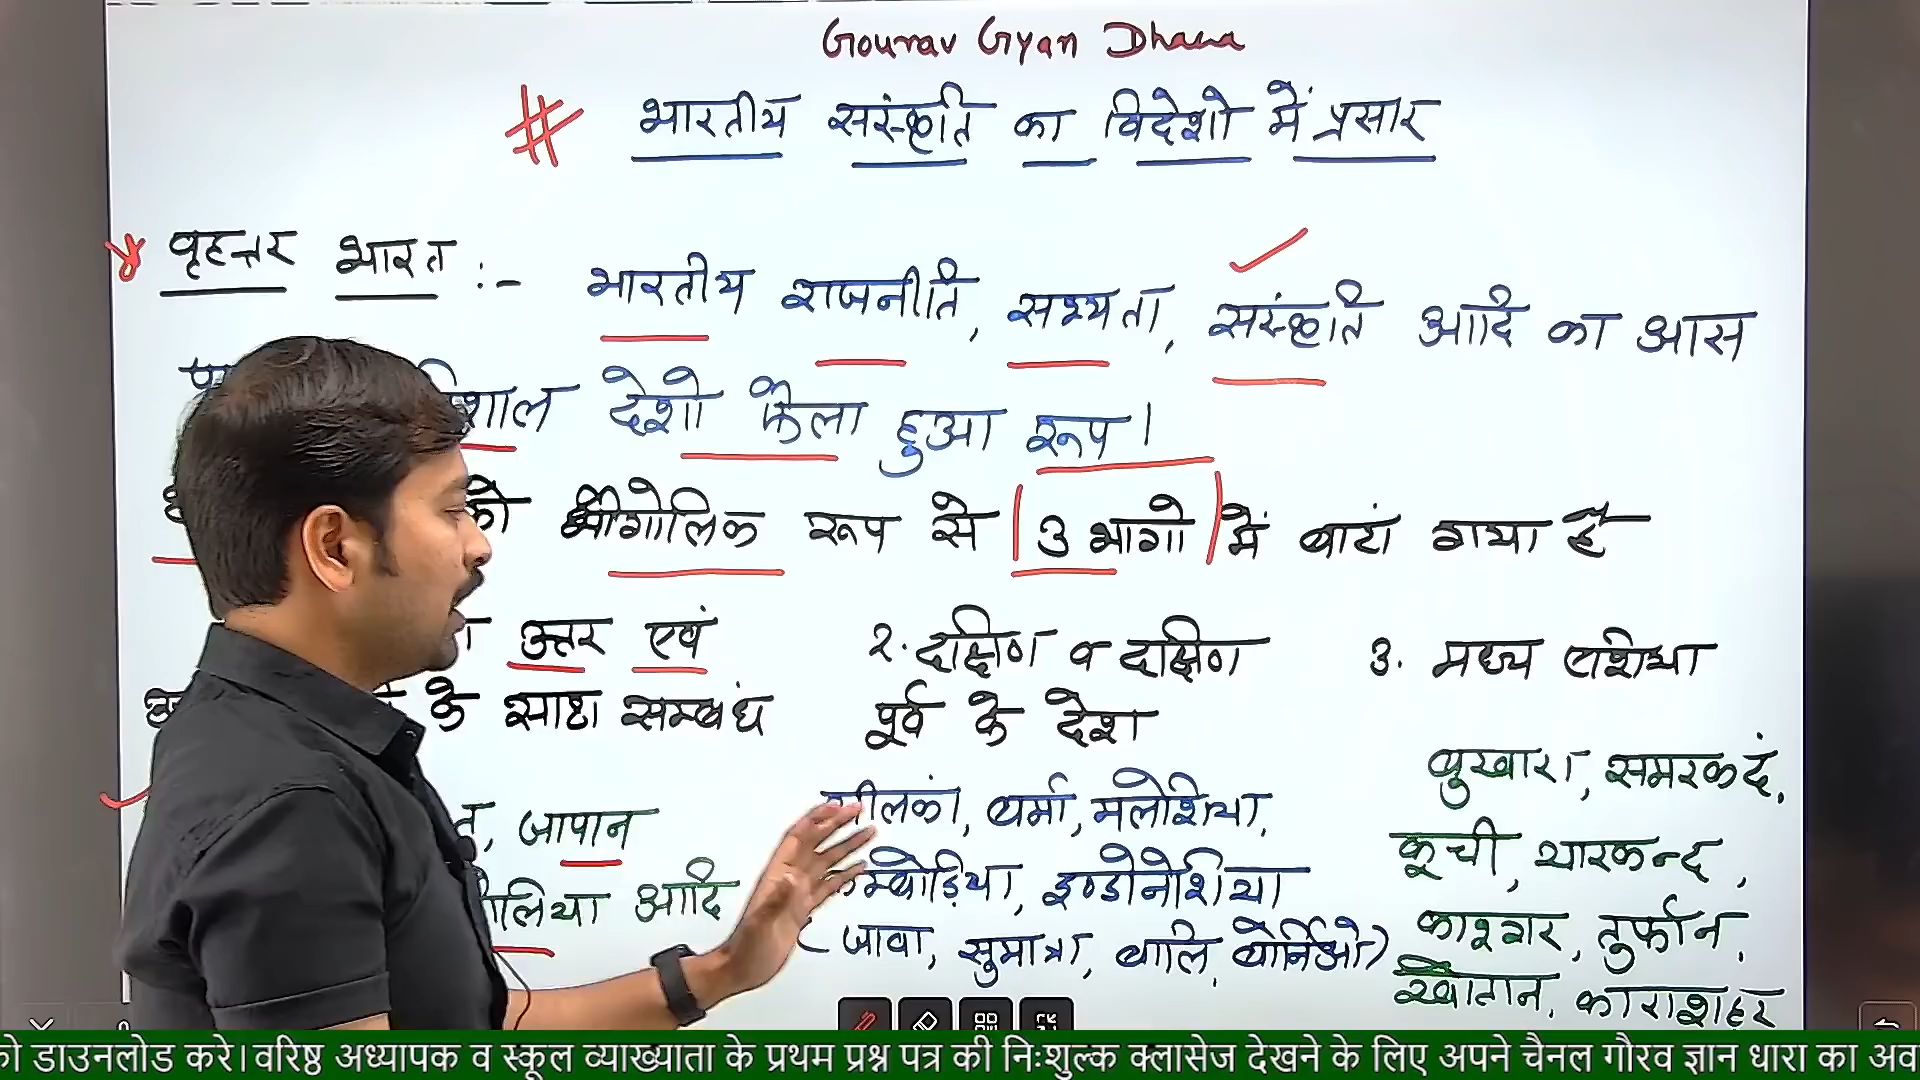 Gourav Gyan Dhara
# भारतीय संस्कृति का विदेशो में प्रसार
वृहत्तर भारत :- भारतीय राजनीति, सभ्यता, संस्कृति आदि का आस
देशो फैला हुआ रूप।
को भौगोलिक रूप से 3 भागो में बांटा गया है
उत्तर एवं
के साथ सम्बंध
जापान
आदि
2. दक्षिण व दक्षिण
पूर्व के देश
श्रीलंका, बर्मा, मलेशिया,
कम्बोडिया, इण्डोनेशिया
(जावा, सुमात्रा, बालि, बोर्निओ)
3. मध्य एशिया
बुखारा, समरकंद,
कूची, यारकन्द,
काश्गर, तुर्फान,
खोतान, काराशहर
को डाउनलोड करे। वरिष्ठ अध्यापक व स्कूल व्याख्याता के प्रथम प्रश्न पत्र की निःशुल्क क्लासेज देखने के लिए अपने चैनल गौरव ज्ञान धारा का अव